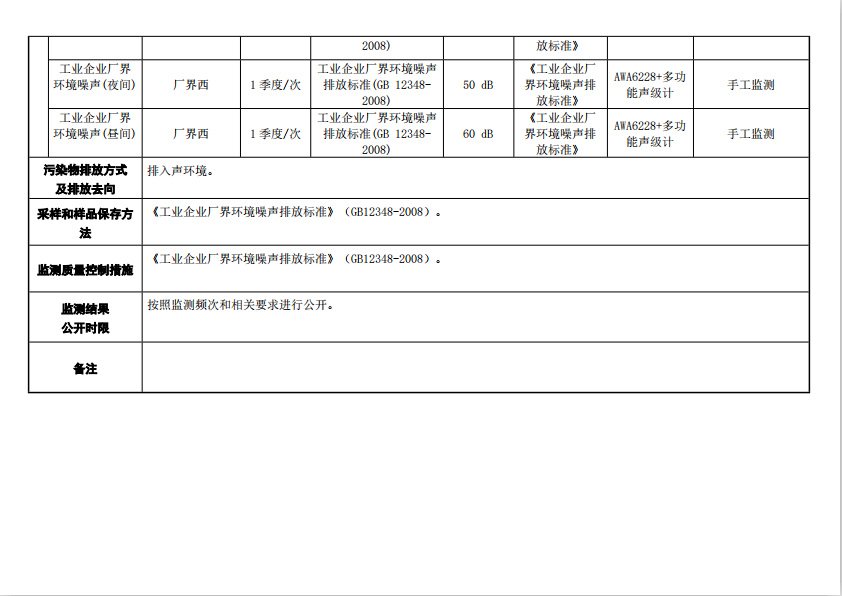 2008)
放标准》
工业企业厂界
环境噪声(夜间)
厂界西
1 季度/次
工业企业厂界环境噪声
排放标准(GB 12348-
2008)
50 dB
《工业企业厂
界环境噪声排
放标准》
AWA6228+多功
能声级计
手工监测
工业企业厂界
环境噪声(昼间)
厂界西
1 季度/次
工业企业厂界环境噪声
排放标准(GB 12348-
2008)
60 dB
《工业企业厂
界环境噪声排
放标准》
AWA6228+多功
能声级计
手工监测
污染物排放方式
及排放去向
排入声环境。
采样和样品保存方
法
《工业企业厂界环境噪声排放标准》（GB12348-2008）。
监测质量控制措施
《工业企业厂界环境噪声排放标准》（GB12348-2008）。
监测结果
公开时限
按照监测频次和相关要求进行公开。
备注